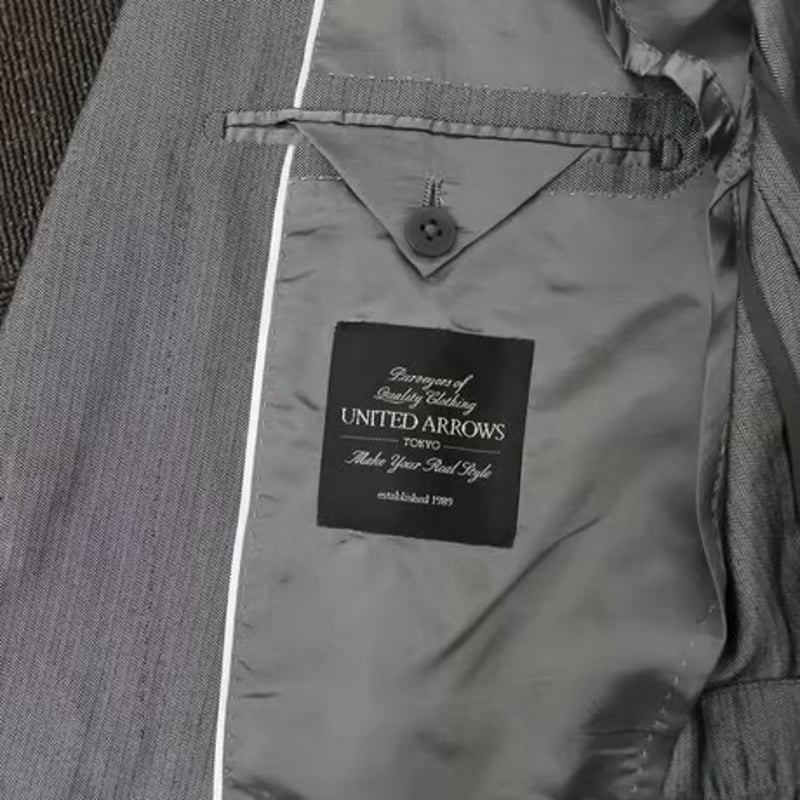 Purveyors of
Quality Clothing
UNITED ARROWS
TOKYO
Make Your Real Style
established 1989